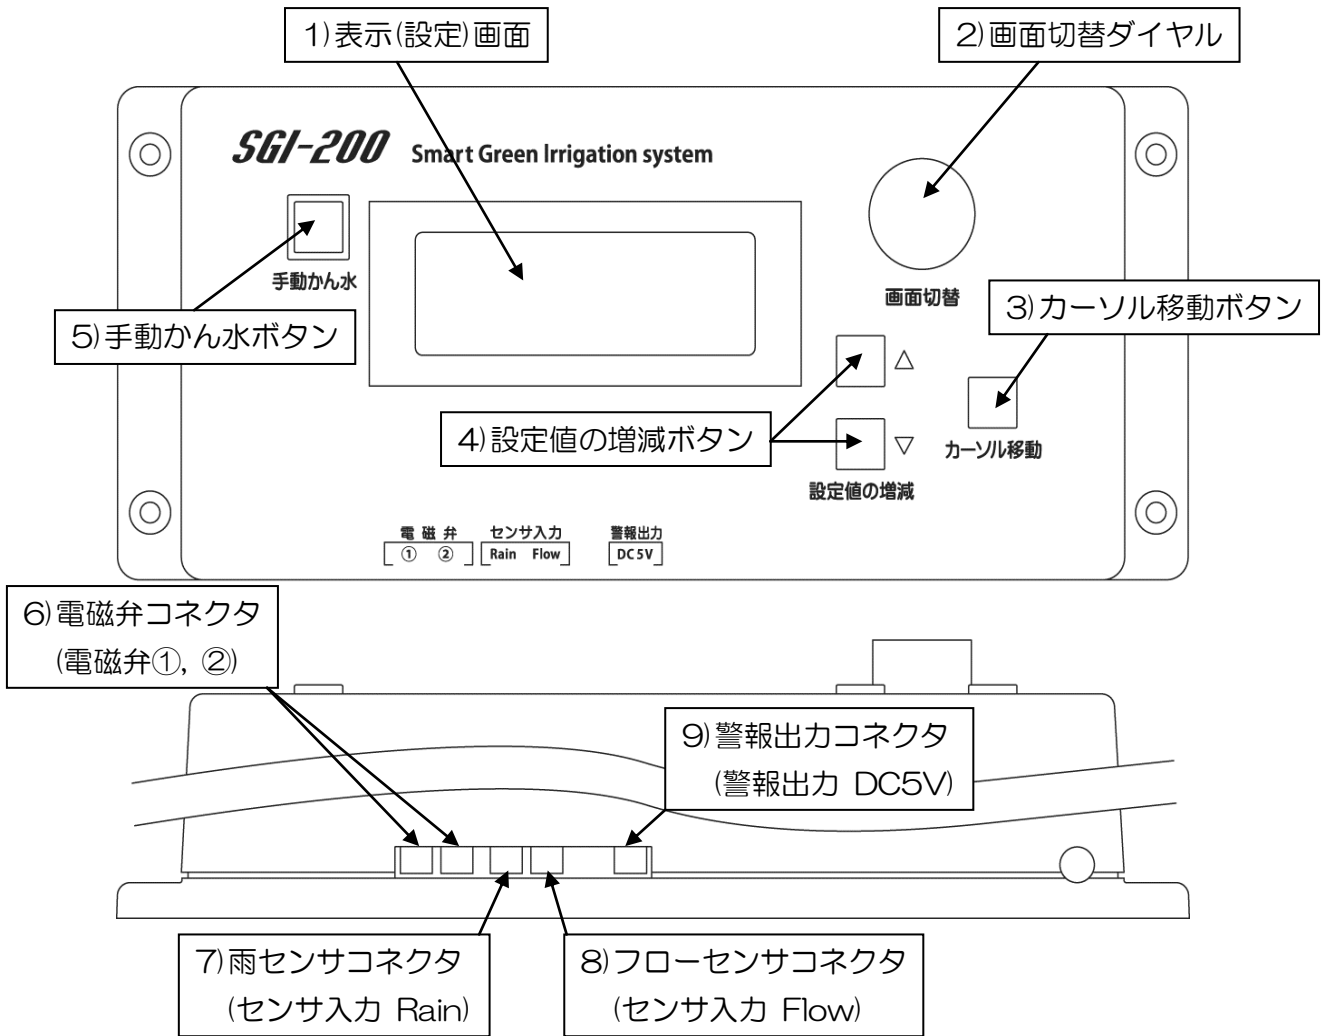 1)表示(設定)画面
2)画面切替ダイヤル
SGI-200 Smart Green Irrigation system
手動かん水
画面切替
3)カーソル移動ボタン
5)手動かん水ボタン
△
4)設定値の増減ボタン
▽
カーソル移動
設定値の増減
電磁弁 センサ入力 警報出力
① ② Rain Flow DC5V
6)電磁弁コネクタ
(電磁弁①, ②)
9)警報出力コネクタ
(警報出力 DC5V)
7)雨センサコネクタ
(センサ入力 Rain)
8)フローセンサコネクタ
(センサ入力 Flow)